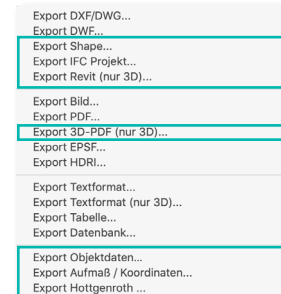 Export DXF/DWG...
Export DWF...
Export Shape...
Export IFC Projekt...
Export Revit (nur 3D)...
Export Bild...
Export PDF...
Export 3D-PDF (nur 3D)...
Export EPSF...
Export HDRI...
Export Textformat...
Export Textformat (nur 3D)...
Export Tabelle...
Export Datenbank...
Export Objektdaten...
Export Aufmaß / Koordinaten...
Export Hottgenroth ...